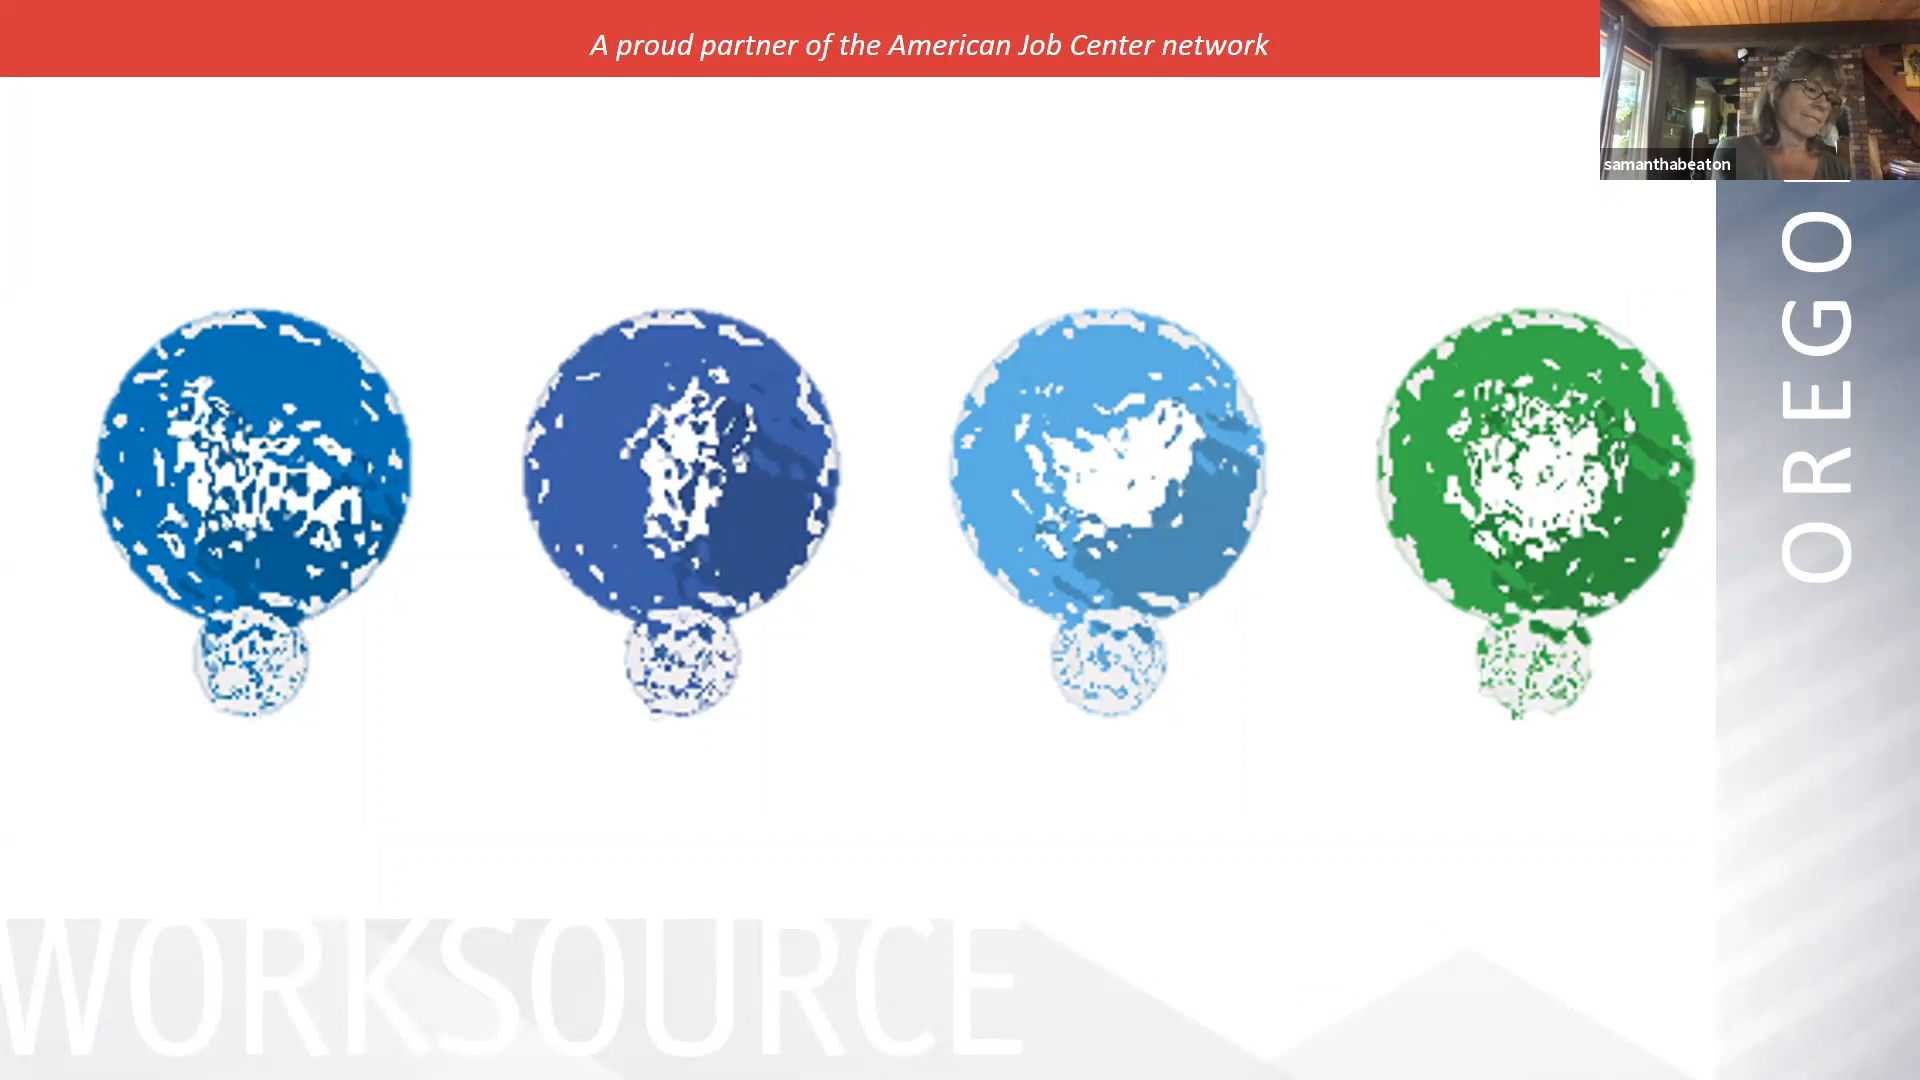 A proud partner of the American Job Center network
samanthabeaton
OREGO
WORKSOURCE